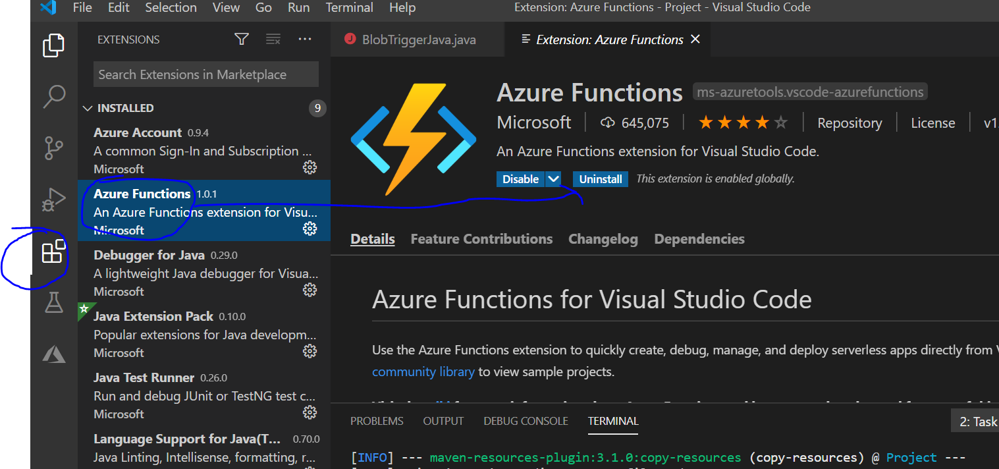 File Edit Selection View Go Run Terminal Help Extension: Azure Functions - Project - Visual Studio Code
EXTENSIONS
Search Extensions in Marketplace
INSTALLED 9
Azure Account 0.9.4
A common Sign-In and Subscription ...
Microsoft
Azure Functions 1.0.1
An Azure Functions extension for Visu...
Microsoft
Debugger for Java 0.29.0
A lightweight Java debugger for Visua...
Microsoft
Java Extension Pack 0.10.0
Popular extensions for Java developm...
Microsoft
Java Test Runner 0.26.0
Run and debug JUnit or TestNG test c...
Microsoft
Language Support for Java(T... 0.70.0
Java Linting, Intellisense, formatting, r...
J BlobTriggerJava.java Extension: Azure Functions
Azure Functions ms-azuretools.vscode-azurefunctions
Microsoft 645,075 Repository License v1.
An Azure Functions extension for Visual Studio Code.
Disable Uninstall This extension is enabled globally.
Details Feature Contributions Changelog Dependencies
Azure Functions for Visual Studio Code
Use the Azure Functions extension to quickly create, debug, manage, and deploy serverless apps directly from
community library to view sample projects.
PROBLEMS OUTPUT DEBUG CONSOLE TERMINAL 2: Task
[INFO] --- maven-resources-plugin:3.1.0:copy-resources (copy-resources) @ Project ---